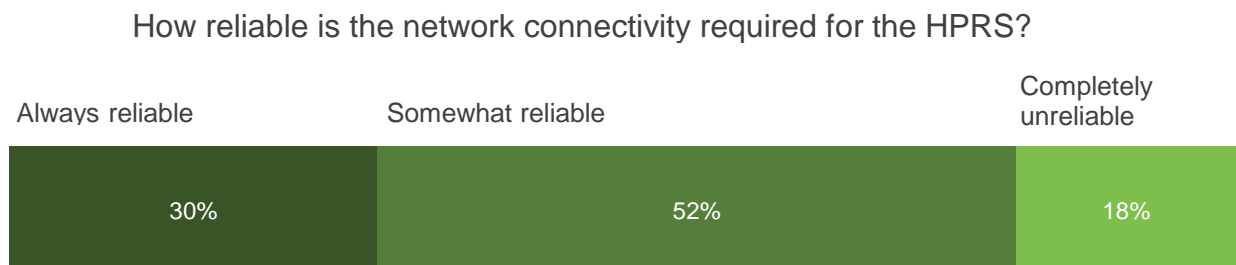 How reliable is the network connectivity required for the HPRS?
Always reliable
Somewhat reliable
Completely
unreliable
30%
52%
18%